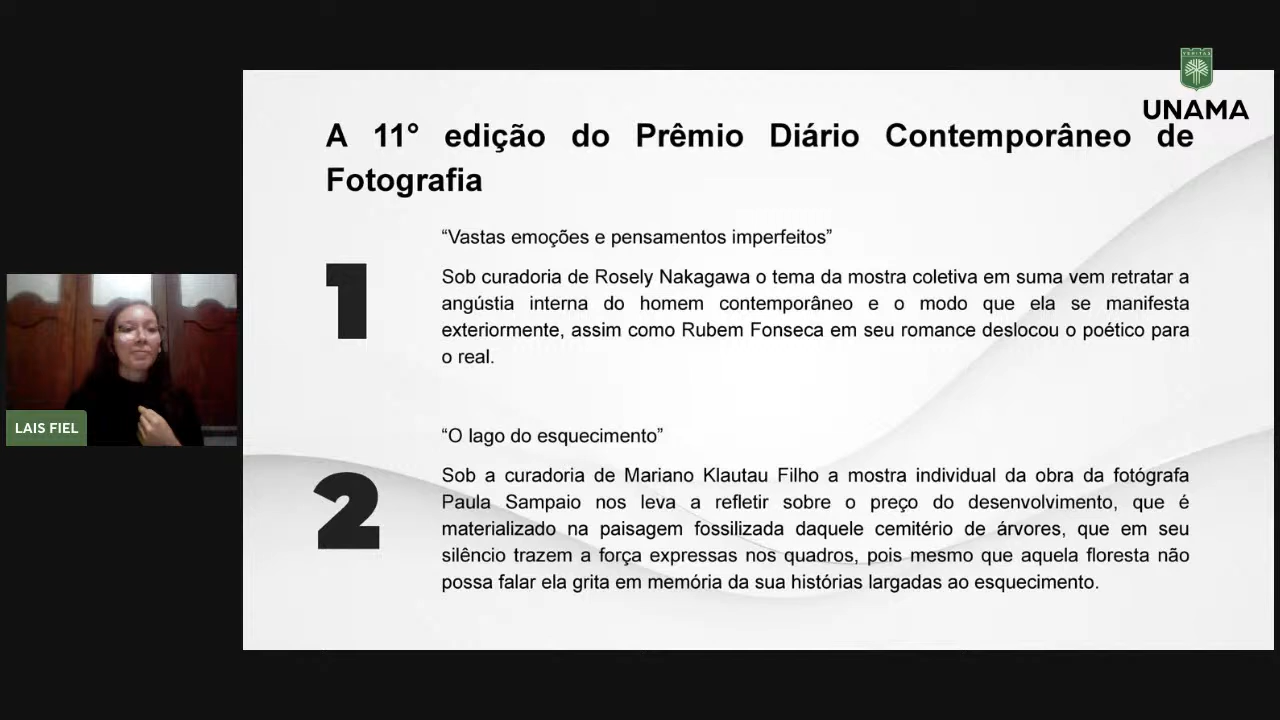 UNAMA
A 11° edição do Prêmio Diário Contemporâneo de
Fotografia
1
“Vastas emoções e pensamentos imperfeitos”
Sob curadoria de Rosely Nakagawa o tema da mostra coletiva em suma vem retratar a
angústia interna do homem contemporâneo e o modo que ela se manifesta
exteriormente, assim como Rubem Fonseca em seu romance deslocou o poético para
o real.
LAIS FIEL
2
“O lago do esquecimento”
Sob a curadoria de Mariano Klautau Filho a mostra individual da obra da fotógrafa
Paula Sampaio nos leva a refletir sobre o preço do desenvolvimento, que é
materializado na paisagem fossilizada daquele cemitério de árvores, que em seu
silêncio trazem a força expressas nos quadros, pois mesmo que aquela floresta não
possa falar ela grita em memória da sua histórias largadas ao esquecimento.